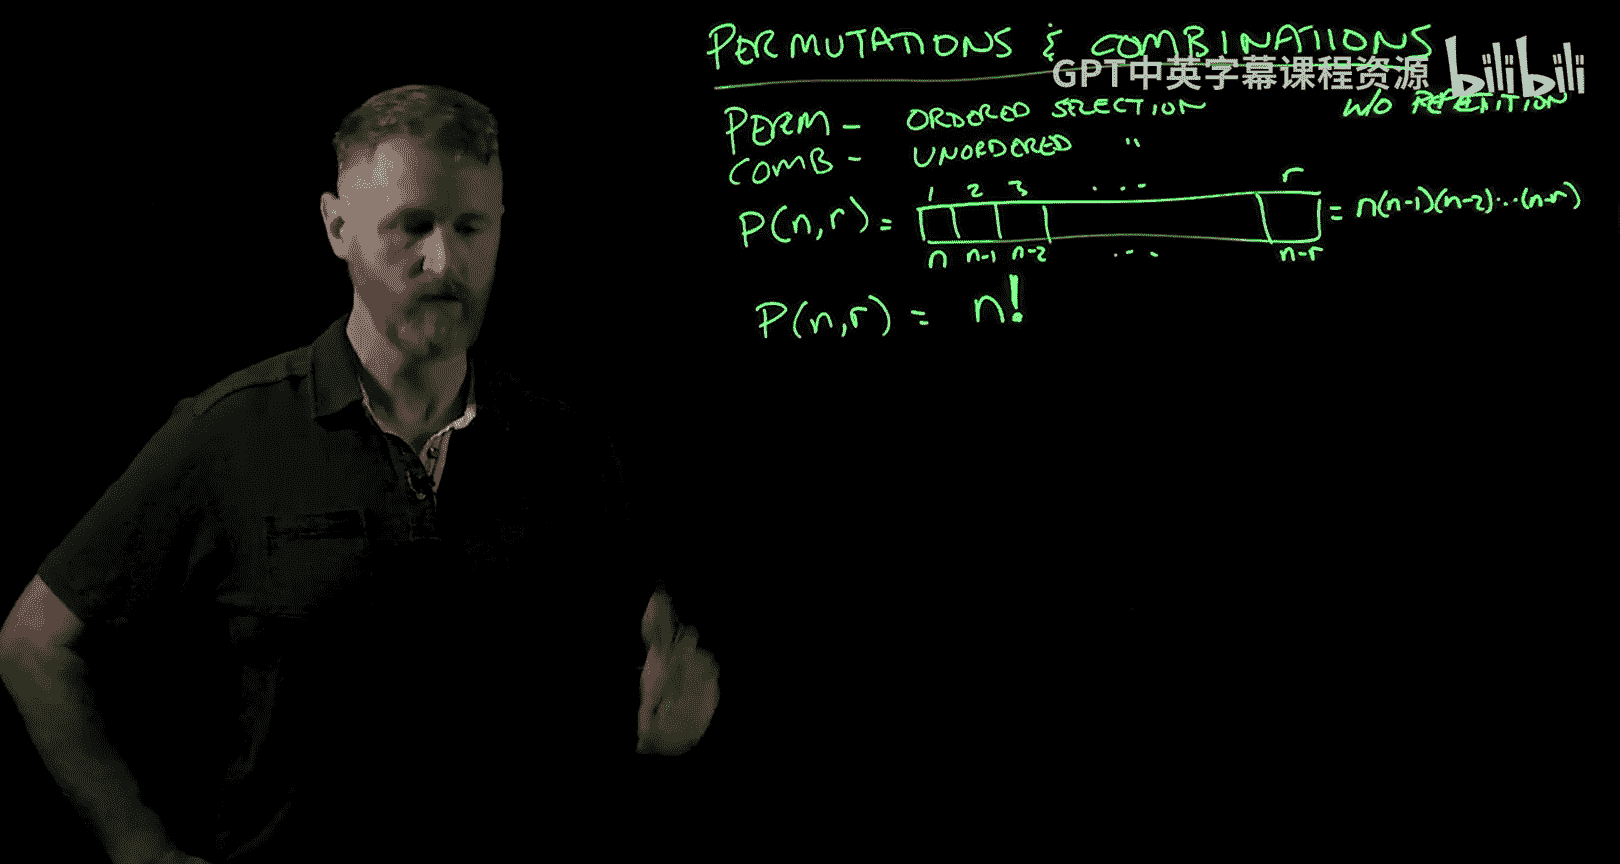 PERMUTATIONS & COMBINATIONS
GPT中英字幕课程资源 bilibili
PERM - ORDERED SELECTION W/O REPETITION
COMB - UNORDERED "
1 2 3 ... r
P(n,r) = = n(n-1)(n-2)...(n-r)
n n-1 n-2 ... n-r
P(n,r) = n!